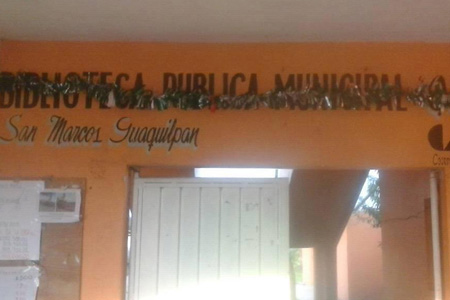 BIBLIOTECA PUBLICA MUNICIPAL
San Marcos Guaquilpan